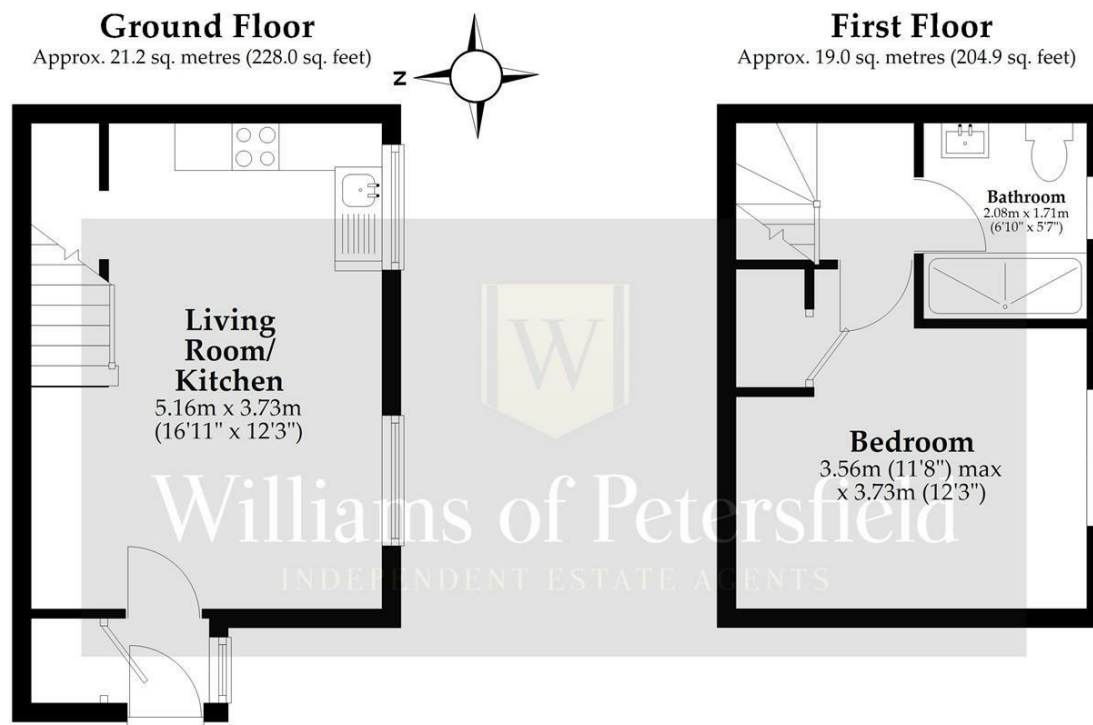 Ground Floor
Approx. 21.2 sq. metres (228.0 sq. feet)
First Floor
Approx. 19.0 sq. metres (204.9 sq. feet)
N
Living
Room/
Kitchen
5.16m x 3.73m
(16'11" x 12'3")
Bathroom
2.08m x 1.71m
(6'10" x 5'7")
Bedroom
3.56m (11'8") max
x 3.73m (12'3")
W
Williams of Petersfield
INDEPENDENT ESTATE AGENTS